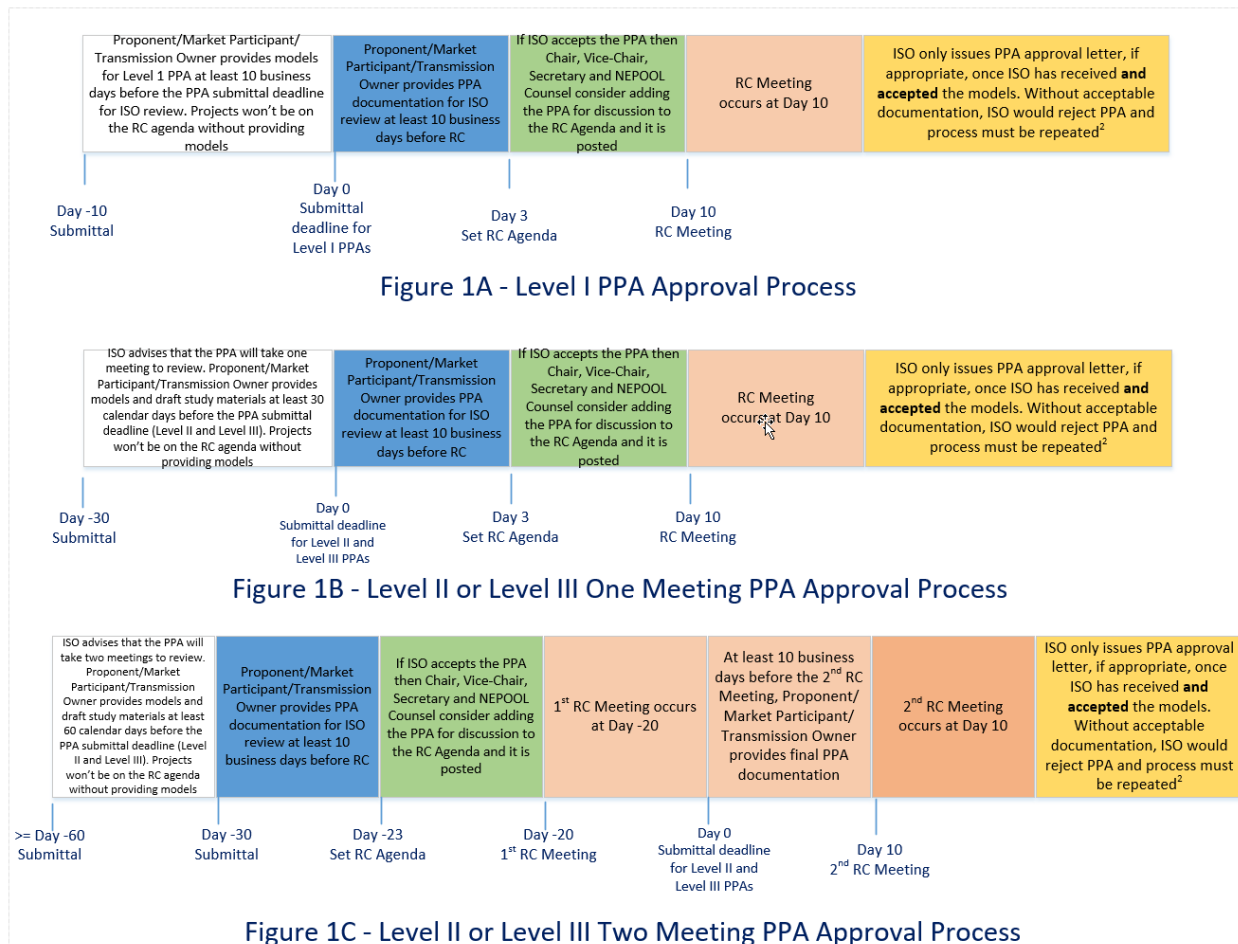 Proponent/Market Participant/
Transmission Owner provides models
for Level 1 PPA at least 10 business
days before the PPA submittal deadline
for ISO review. Projects won't be on
the RC agenda without providing
models
Proponent/Market
Participant/Transmission
Owner provides PPA
documentation for ISO
review at least 10 business
days before RC
If ISO accepts the PPA then
Chair, Vice-Chair,
Secretary and NEPOOL
Counsel consider adding
the PPA for discussion to
the RC Agenda and it is
posted
RC Meeting
occurs at Day 10
ISO only issues PPA approval letter, if
appropriate, once ISO has received and
accepted the models. Without acceptable
documentation, ISO would reject PPA and
process must be repeated2
Day -10
Submittal
Day 0
Submittal
deadline for
Level I PPAs
Day 3
Set RC Agenda
Day 10
RC Meeting
Figure 1A - Level I PPA Approval Process
ISO advises that the PPA will take one
meeting to review. Proponent/Market
Participant/Transmission Owner provides
models and draft study materials at least 30
calendar days before the PPA submittal
deadline (Level II and Level III). Projects
won't be on the RC agenda without
providing models
Proponent/Market
Participant/Transmission
Owner provides PPA
documentation for ISO
review at least 10 business
days before RC
If ISO accepts the PPA then
Chair, Vice-Chair,
Secretary and NEPOOL
Counsel consider adding
the PPA for discussion to
the RC Agenda and it is
posted
RC Meeting
occurs at Day 10
ISO only issues PPA approval letter, if
appropriate, once ISO has received and
accepted the models. Without acceptable
documentation, ISO would reject PPA and
process must be repeated2
Day -30
Submittal
Day 0
Submittal deadline
for Level II and
Level III PPAs
Day 3
Set RC Agenda
Day 10
RC Meeting
Figure 1B - Level II or Level III One Meeting PPA Approval Process
ISO advises that the PPA will
take two meetings to review.
Proponent/Market
Participant/Transmission
Owner provides models and
draft study materials at least
60 calendar days before the
PPA submittal deadline (Level
II and Level III). Projects
won't be on the RC agenda
without providing models
Proponent/Market
Participant/Transmission
Owner provides PPA
documentation for ISO
review at least 10
business days before RC
If ISO accepts the PPA
then Chair, Vice-Chair,
Secretary and NEPOOL
Counsel consider adding
the PPA for discussion to
the RC Agenda and it is
posted
1st RC Meeting occurs
at Day -20
At least 10 business
days before the 2nd RC
Meeting, Proponent/
Market Participant/
Transmission Owner
provides final PPA
documentation
2nd RC Meeting
occurs at Day 10
ISO only issues PPA approval
letter, if appropriate, once
ISO has received and
accepted the models.
Without acceptable
documentation, ISO would
reject PPA and process must
be repeated2
>= Day -60
Submittal
Day -30
Submittal
Day -23
Set RC Agenda
Day -20
1st RC Meeting
Day 0
Submittal deadline
for Level II and
Level III PPAs
Day 10
2nd RC Meeting
Figure 1C - Level II or Level III Two Meeting PPA Approval Process